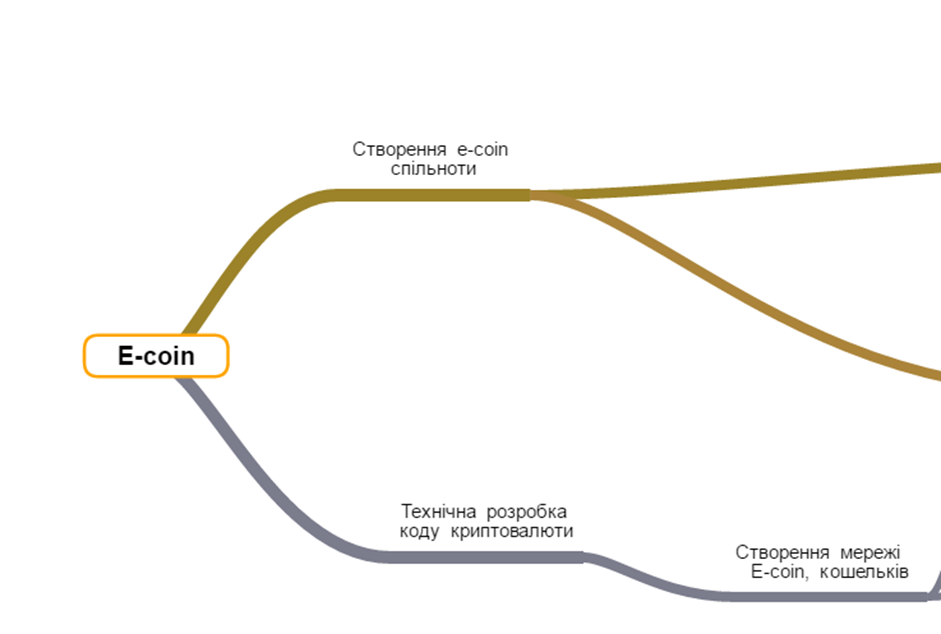 Створення e-coin
спільноти
E-coin
Технічна розробка
коду криптовалюти
Створення мережі
E-coin, кошельків